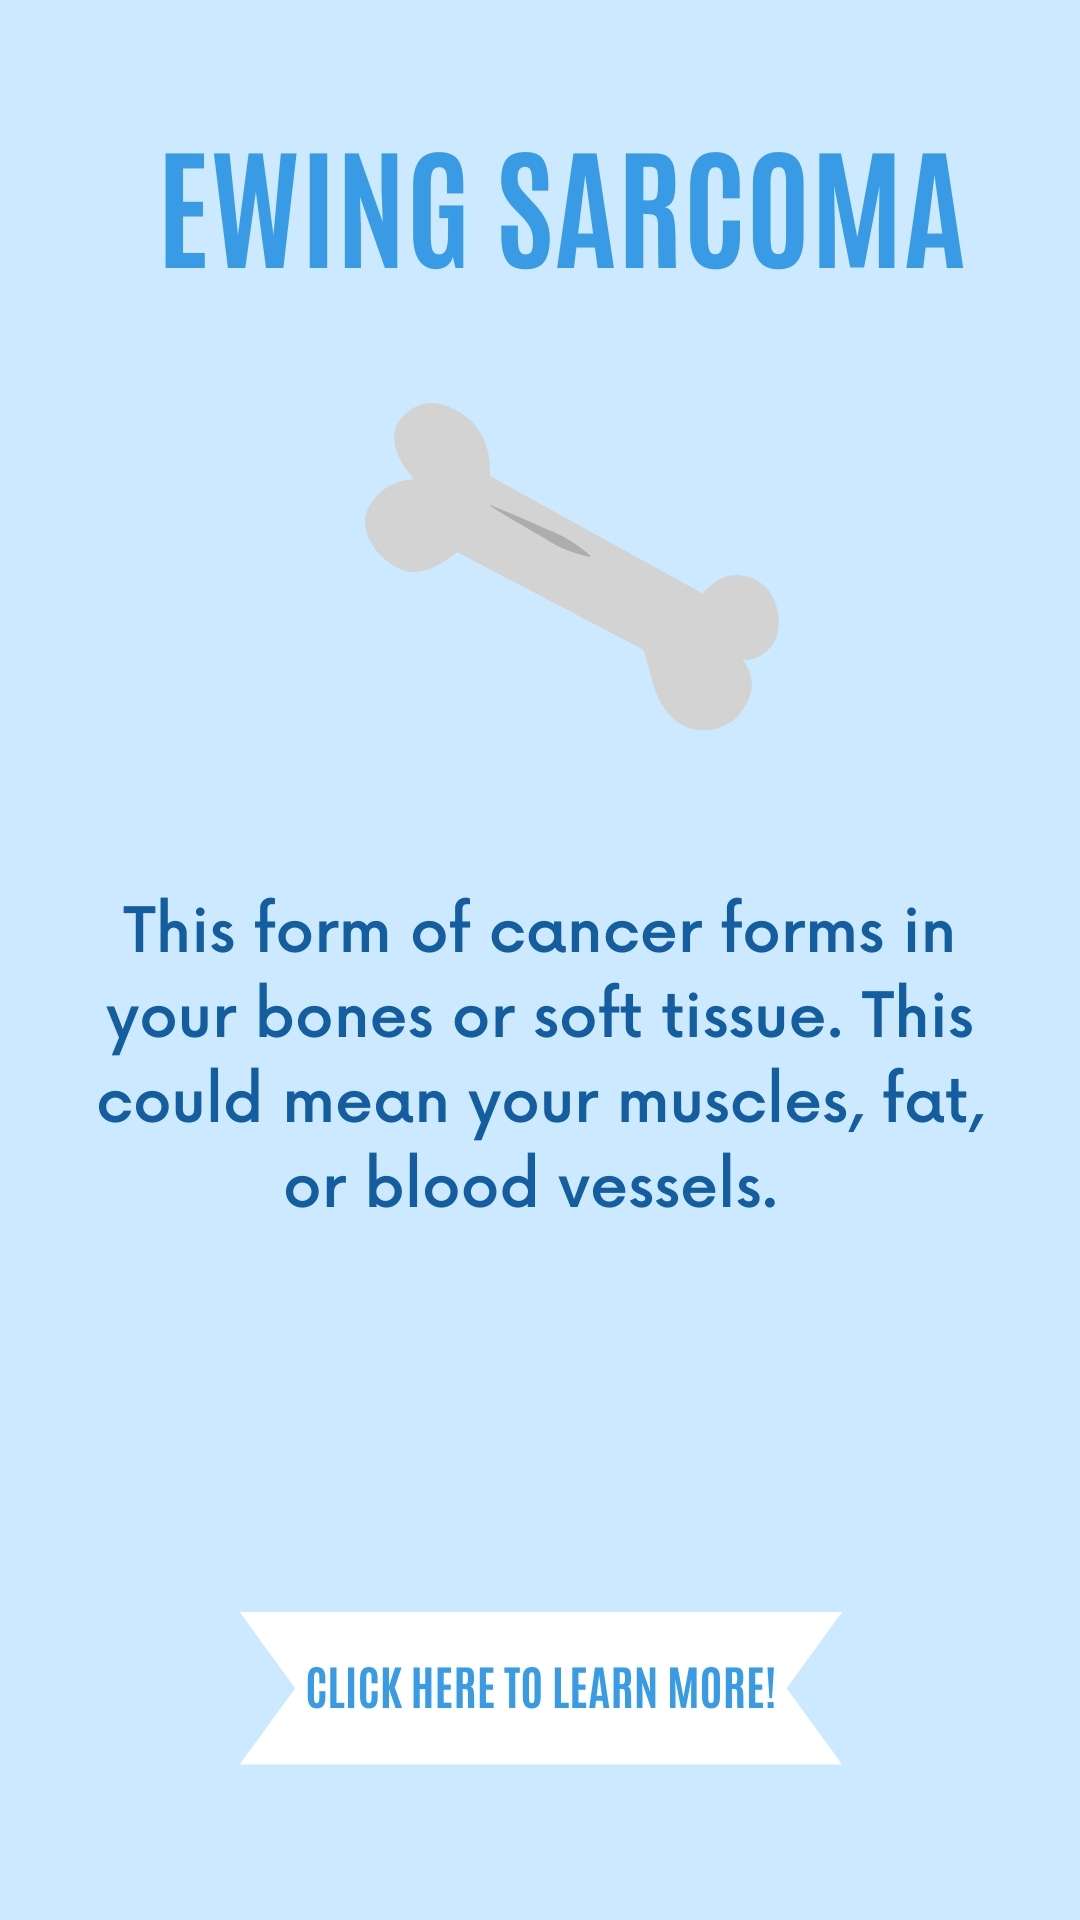 EWING SARCOMA
This form of cancer forms in
your bones or soft tissue. This
could mean your muscles, fat,
or blood vessels.
CLICK HERE TO LEARN MORE!